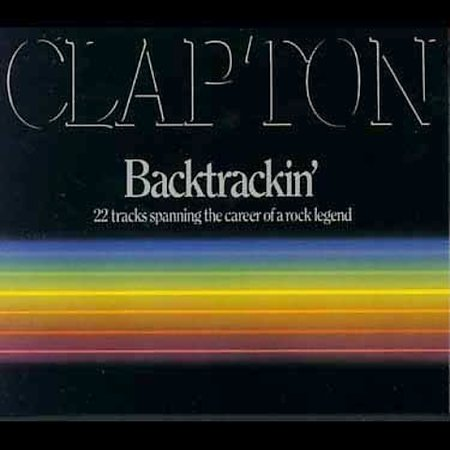 CLAPTON
Backtrackin'
22 tracks spanning the career of a rock legend